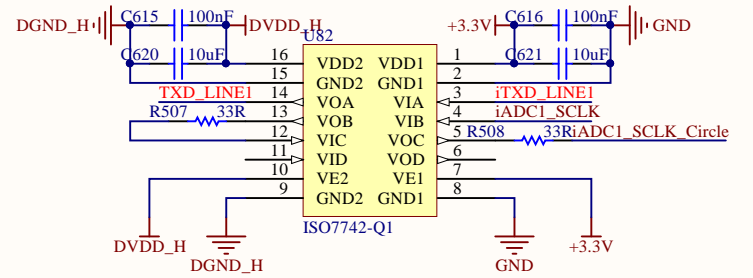 C615 100nF C616 100nF
DGND_H DVDD_H +3.3V GND
U82
C620 10uF C621 10uF
16 VDD2 VDD1 1
15 GND2 GND1 2
TXD_LINE1 14 VOA VIA 3 iTXD_LINE1
R507 33R 13 VOB VIB 4 iADC1_SCLK
12 VIC VOC 5 R508 33R iADC1_SCLK_Circle
11 VID VOD 6
10 VE2 VE1 7
9 GND2 GND1 8
ISO7742-Q1
DVDD_H +3.3V
DGND_H GND